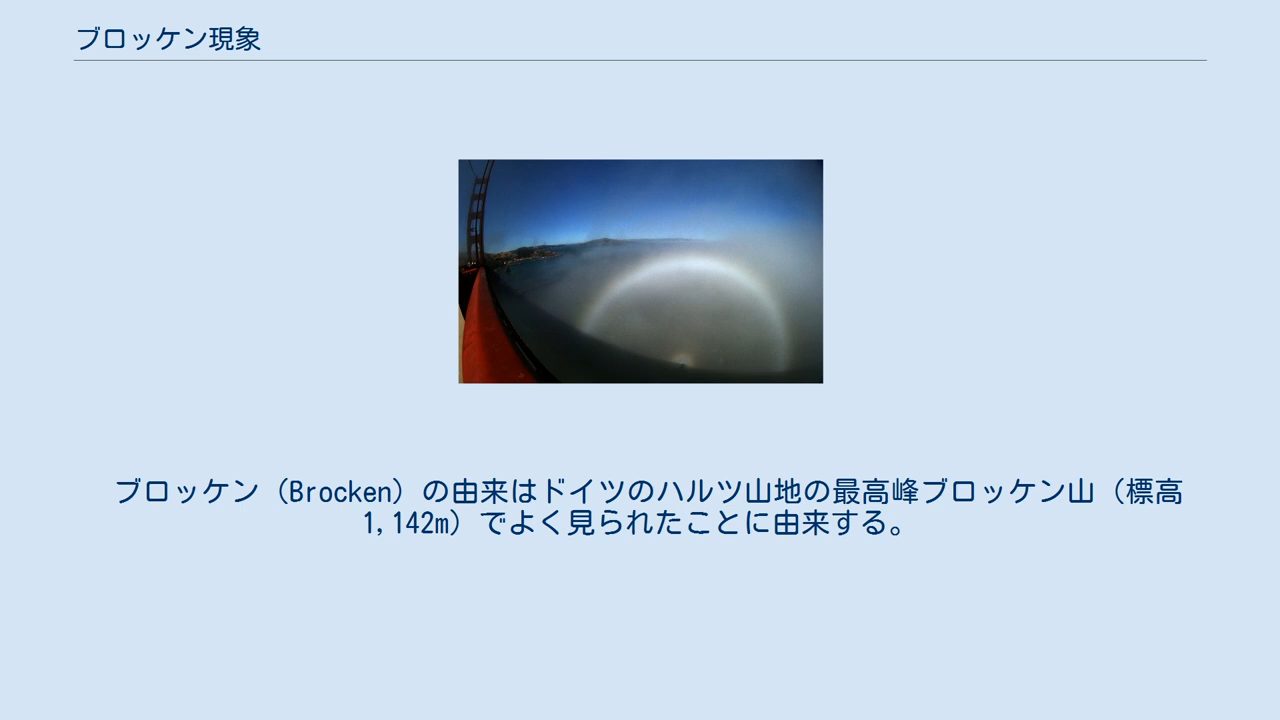 ブロッケン現象
ブロッケン（Brocken）の由来はドイツのハルツ山地の最高峰ブロッケン山（標高
1,142m）でよく見られたことに由来する。